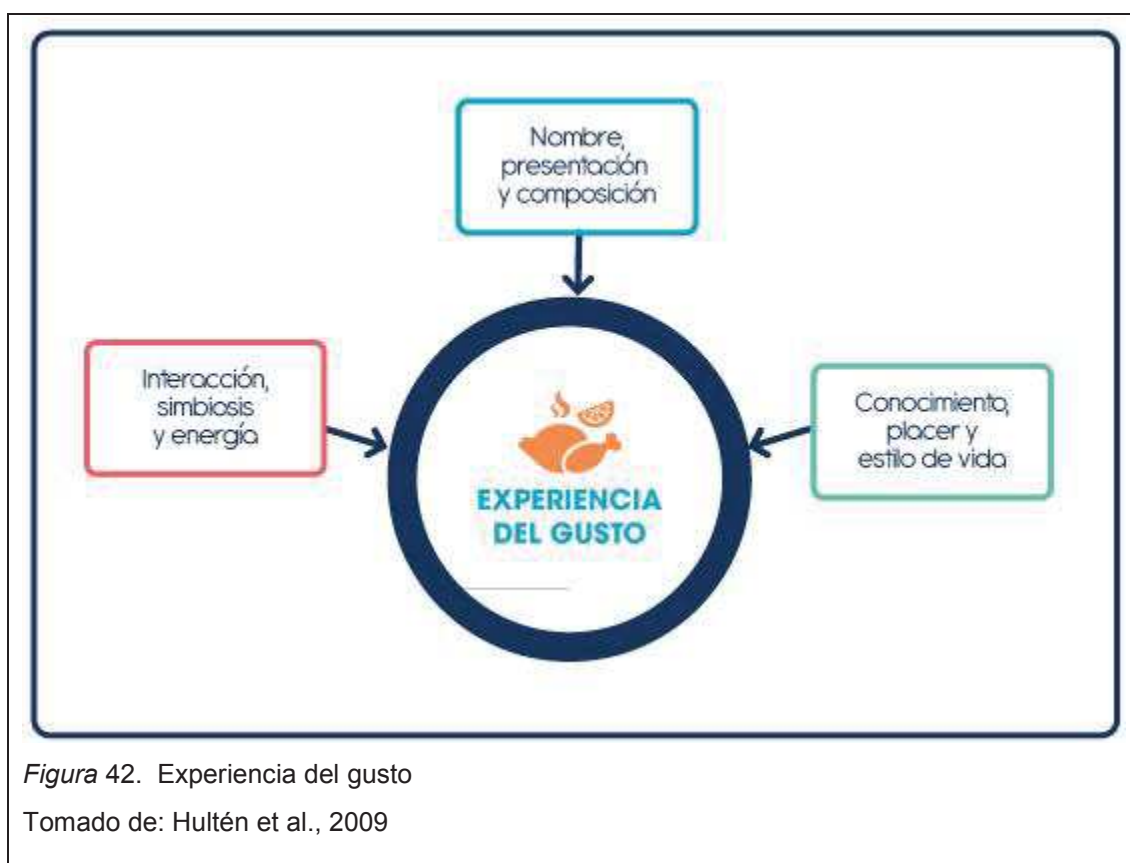 Nombre,
presentación
y composición
Interacción,
simbiosis
y energía
Conocimiento,
placer y
estilo de vida
EXPERIENCIA
DEL GUSTO
Figura 42. Experiencia del gusto
Tomado de: Hultén et al., 2009